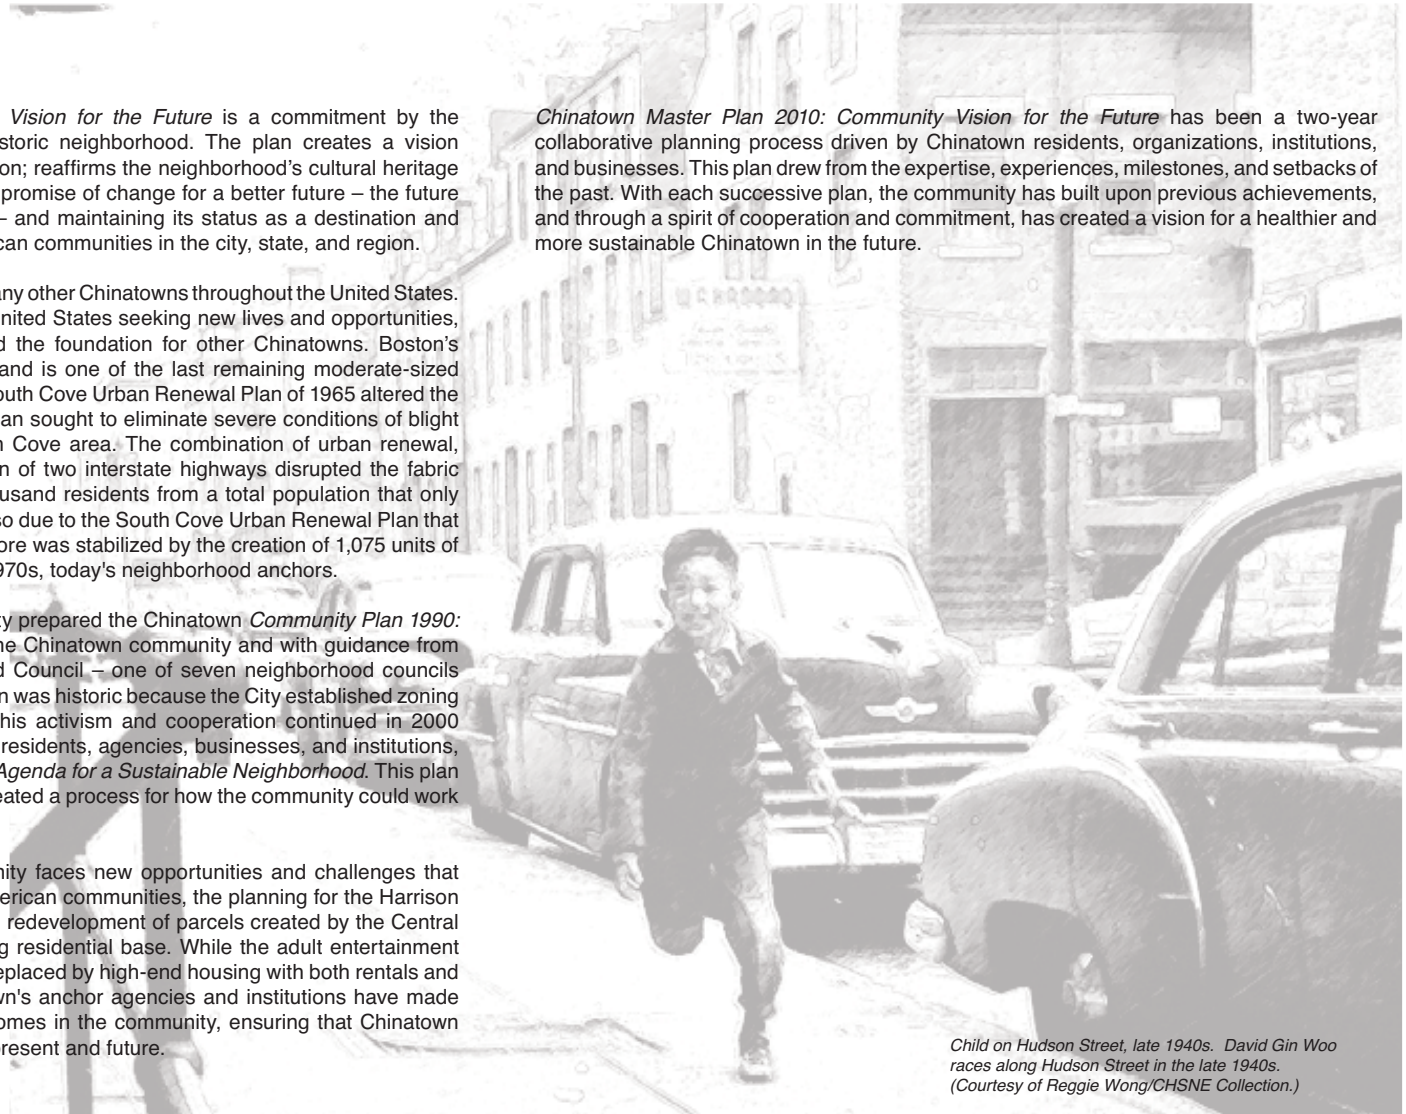 Vision for the Future is a commitment by the
storic neighborhood. The plan creates a vision
on; reaffirms the neighborhood's cultural heritage
promise of change for a better future – the future
– and maintaining its status as a destination and
can communities in the city, state, and region.
any other Chinatowns throughout the United States.
nited States seeking new lives and opportunities,
d the foundation for other Chinatowns. Boston's
and is one of the last remaining moderate-sized
outh Cove Urban Renewal Plan of 1965 altered the
an sought to eliminate severe conditions of blight
n Cove area. The combination of urban renewal,
n of two interstate highways disrupted the fabric
usand residents from a total population that only
so due to the South Cove Urban Renewal Plan that
ore was stabilized by the creation of 1,075 units of
970s, today's neighborhood anchors.
ty prepared the Chinatown Community Plan 1990:
he Chinatown community and with guidance from
d Council – one of seven neighborhood councils
n was historic because the City established zoning
his activism and cooperation continued in 2000
residents, agencies, businesses, and institutions,
Agenda for a Sustainable Neighborhood. This plan
eated a process for how the community could work
nity faces new opportunities and challenges that
erican communities, the planning for the Harrison
redevelopment of parcels created by the Central
g residential base. While the adult entertainment
eplaced by high-end housing with both rentals and
wn's anchor agencies and institutions have made
omes in the community, ensuring that Chinatown
resent and future.
Chinatown Master Plan 2010: Community Vision for the Future has been a two-year
collaborative planning process driven by Chinatown residents, organizations, institutions,
and businesses. This plan drew from the expertise, experiences, milestones, and setbacks of
the past. With each successive plan, the community has built upon previous achievements,
and through a spirit of cooperation and commitment, has created a vision for a healthier and
more sustainable Chinatown in the future.
Child on Hudson Street, late 1940s. David Gin Woo
races along Hudson Street in the late 1940s.
(Courtesy of Reggie Wong/CHSNE Collection.)